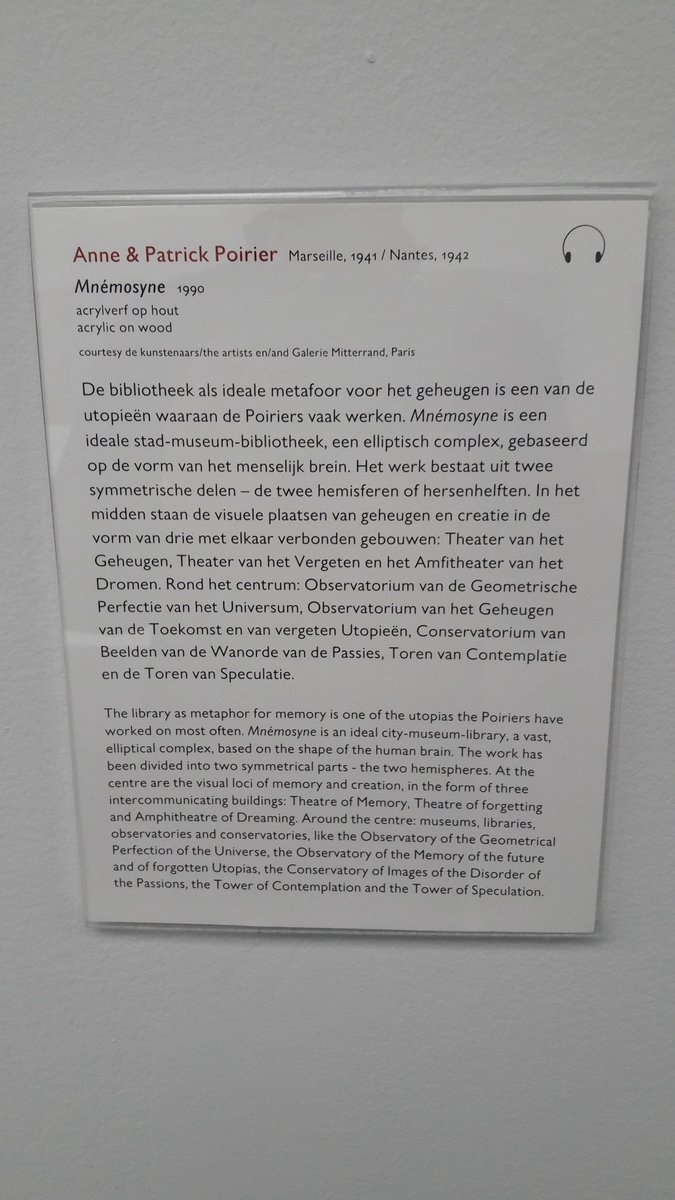 Anne & Patrick Poirier Marseille, 1941 / Nantes, 1942
Mnémosyne 1990
acrylverf op hout
acrylic on wood
courtesy de kunstenaars/the artists en/and Galerie Mitterrand, Paris
De bibliotheek als ideale metafoor voor het geheugen is een van de
utopieën waaraan de Poiriers vaak werken. Mnémosyne is een
ideale stad-museum-bibliotheek, een elliptisch complex, gebaseerd
op de vorm van het menselijk brein. Het werk bestaat uit twee
symmetrische delen – de twee hemisferen of hersenhelften. In het
midden staan de visuele plaatsen van geheugen en creatie in de
vorm van drie met elkaar verbonden gebouwen: Theater van het
Geheugen, Theater van het Vergeten en het Amfitheater van het
Dromen. Rond het centrum: Observatorium van de Geometrische
Perfectie van het Universum, Observatorium van het Geheugen
van de Toekomst en van vergeten Utopieën, Conservatorium van
Beelden van de Wanorde van de Passies, Toren van Contemplatie
en de Toren van Speculatie.
The library as metaphor for memory is one of the utopias the Poiriers have
worked on most often. Mnémosyne is an ideal city-museum-library, a vast,
elliptical complex, based on the shape of the human brain. The work has
been divided into two symmetrical parts - the two hemispheres. At the
centre are the visual loci of memory and creation, in the form of three
intercommunicating buildings: Theatre of Memory, Theatre of forgetting
and Amphitheatre of Dreaming. Around the centre: museums, libraries,
observatories and conservatories, like the Observatory of the Geometrical
Perfection of the Universe, the Observatory of the Memory of the future
and of forgotten Utopias, the Conservatory of Images of the Disorder of
the Passions, the Tower of Contemplation and the Tower of Speculation.